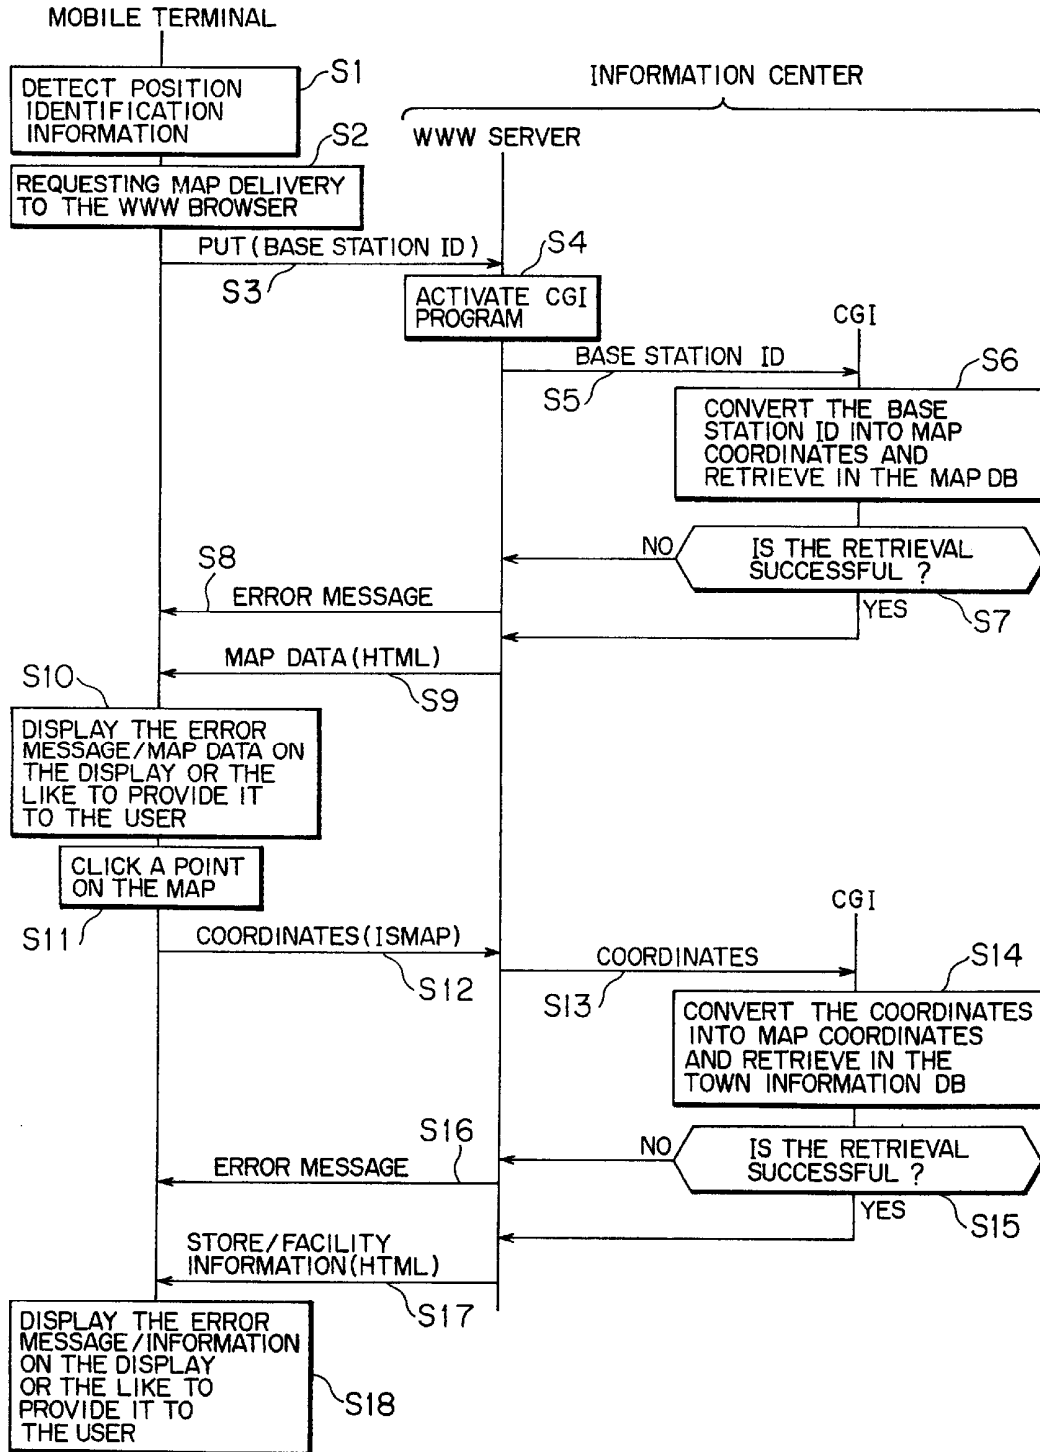 MOBILE TERMINAL
S1
DETECT POSITION
IDENTIFICATION
INFORMATION
INFORMATION CENTER
S2
WWW SERVER
REQUESTING MAP DELIVERY
TO THE WWW BROWSER
PUT (BASE STATION ID)
S3
S4
ACTIVATE CGI
PROGRAM
CGI
BASE STATION ID
S5
S6
CONVERT THE BASE
STATION ID INTO MAP
COORDINATES AND
RETRIEVE IN THE MAP DB
NO
IS THE RETRIEVAL
SUCCESSFUL ?
S7
YES
S8
ERROR MESSAGE
MAP DATA (HTML)
S9
S10
DISPLAY THE ERROR
MESSAGE/MAP DATA ON
THE DISPLAY OR THE
LIKE TO PROVIDE IT
TO THE USER
CLICK A POINT
ON THE MAP
S11
COORDINATES (ISMAP)
S12
CGI
COORDINATES
S13
S14
CONVERT THE COORDINATES
INTO MAP COORDINATES
AND RETRIEVE IN THE
TOWN INFORMATION DB
NO
IS THE RETRIEVAL
SUCCESSFUL ?
S15
YES
S16
ERROR MESSAGE
STORE/FACILITY
INFORMATION (HTML)
S17
DISPLAY THE ERROR
MESSAGE/INFORMATION
ON THE DISPLAY
OR THE LIKE TO
PROVIDE IT TO
THE USER
S18